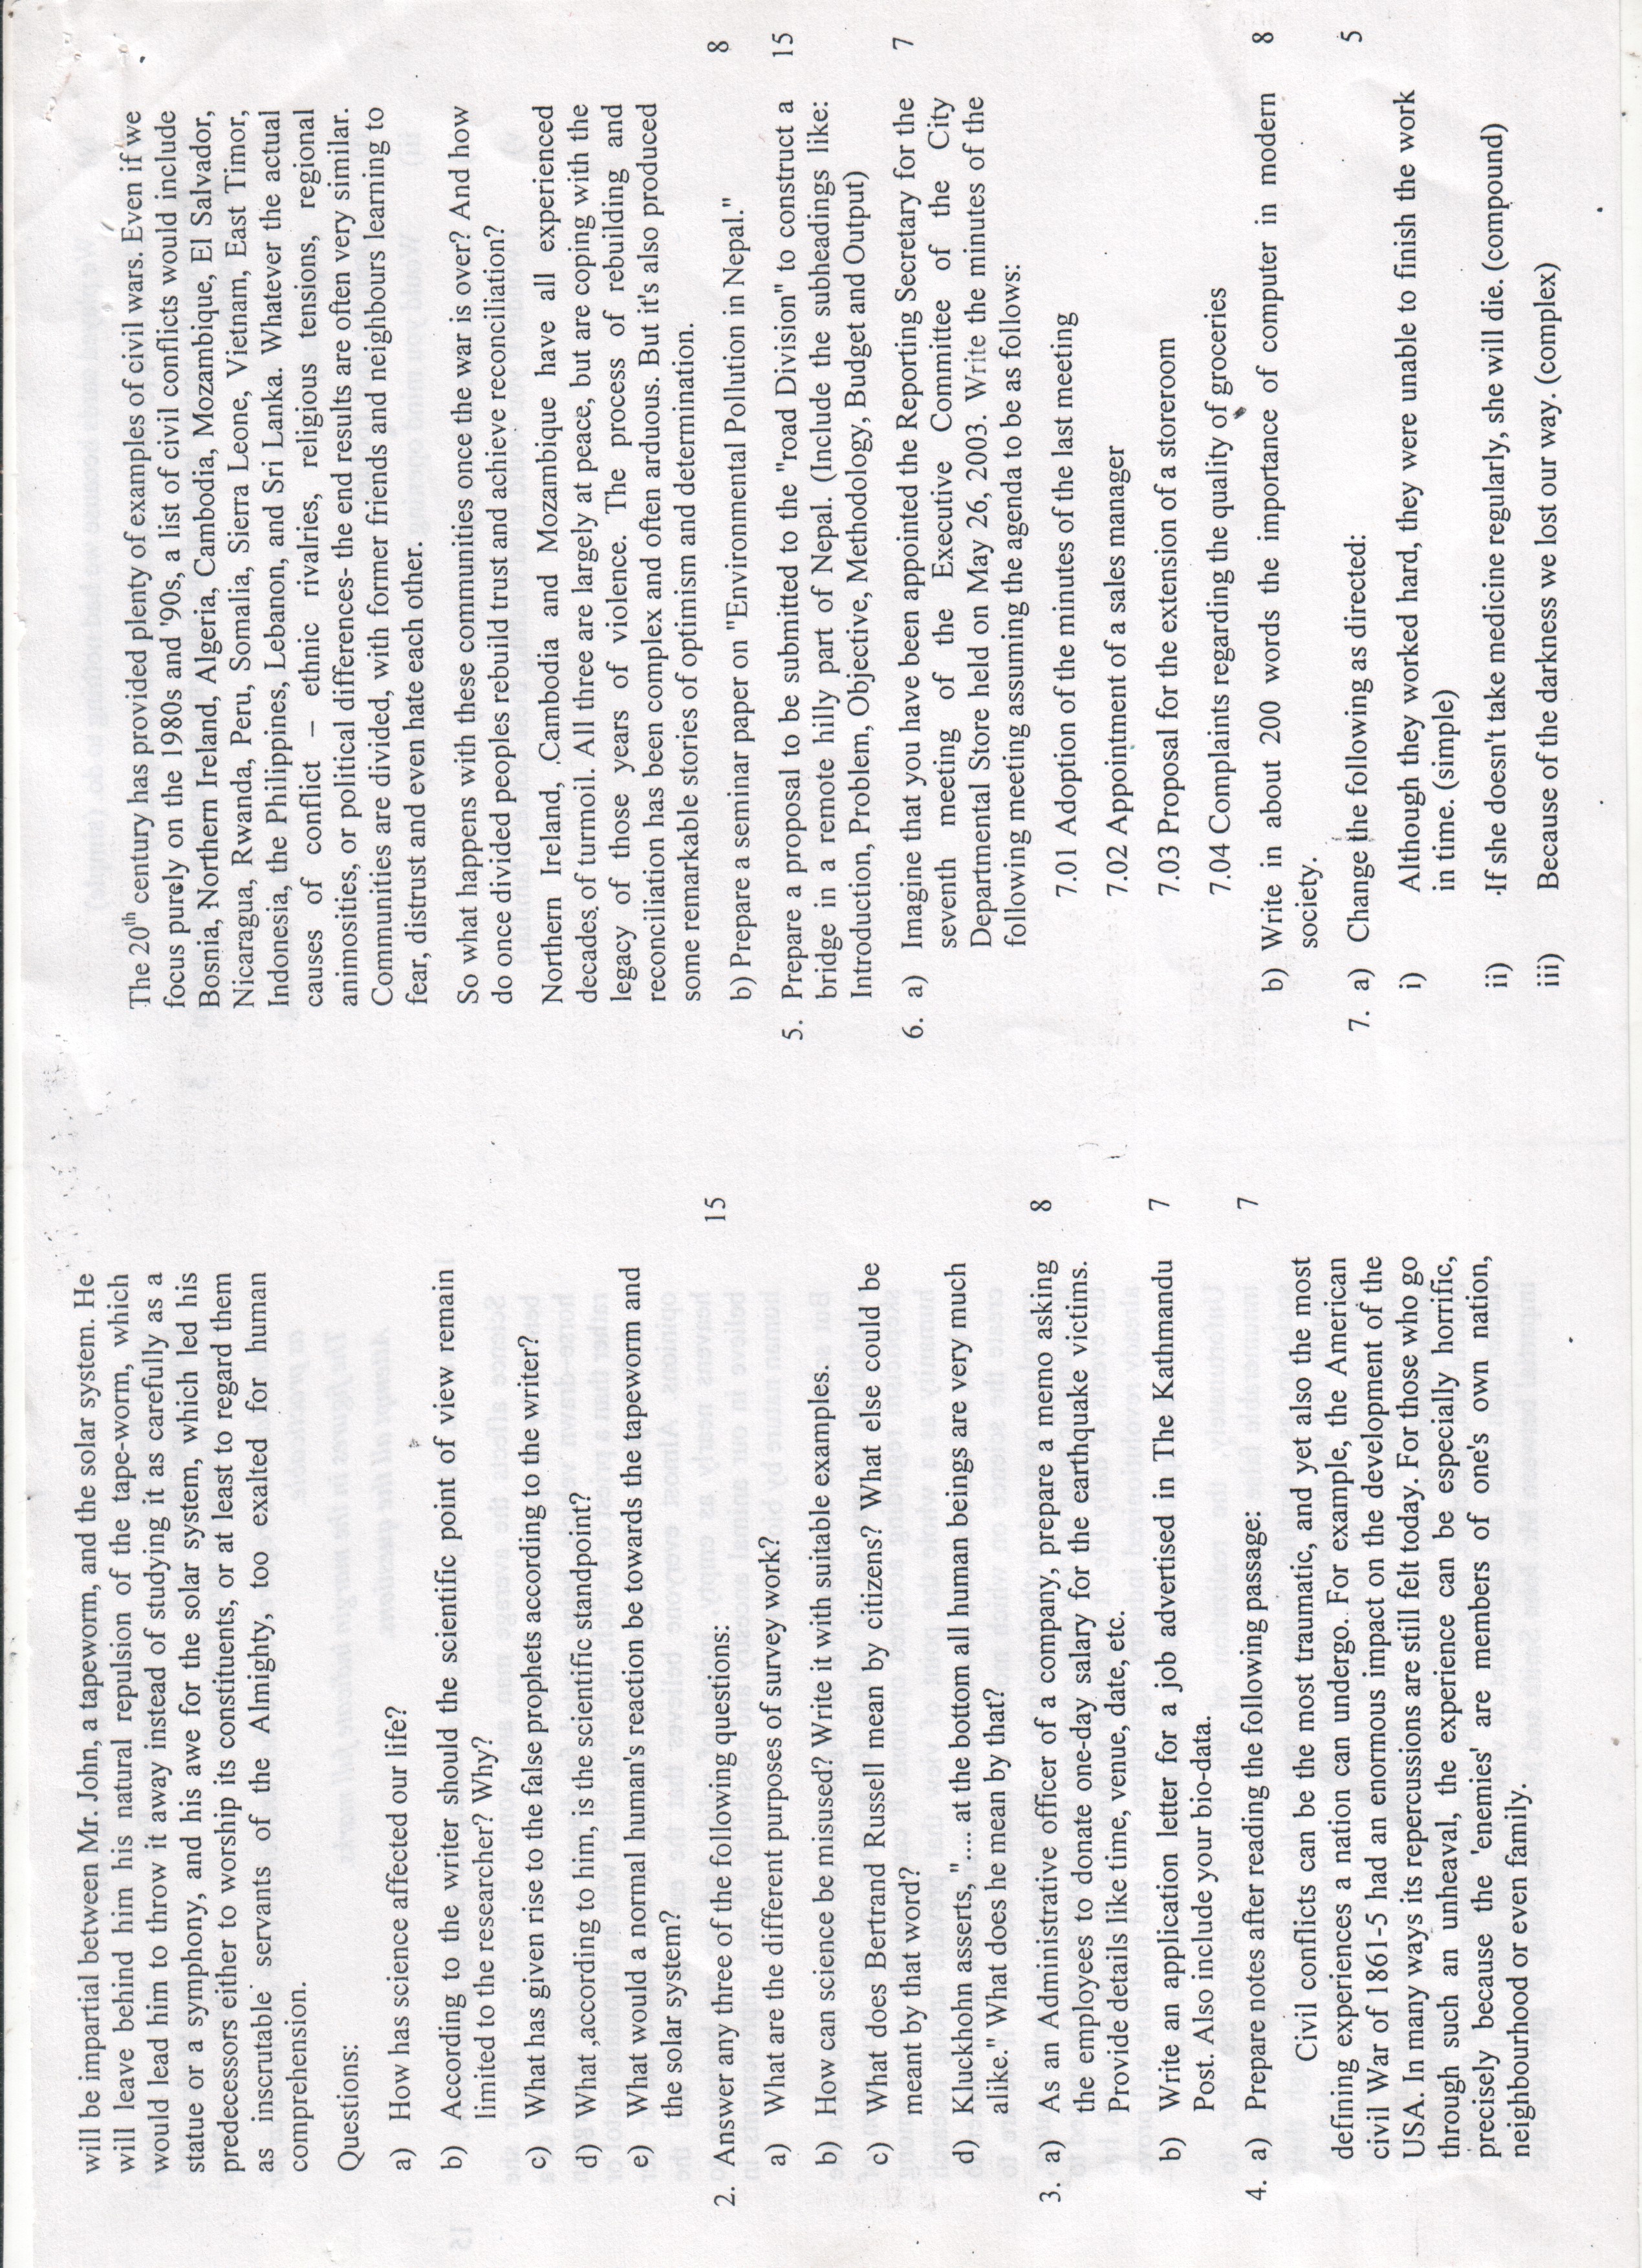 will be impartial between Mr. John, a tapeworm, and the solar system. He
will leave behind him his natural repulsion of the tape-worm, which
would lead him to throw it away instead of studying it as carefully as a
statue or a symphony, and his awe for the solar system, which led his
predecessors either to worship its constituents, or at least to regard them
as inscrutable servants of the Almighty, too exalted for human
comprehension.
Questions:
a) How has science affected our life?
b) According to the writer should the scientific point of view remain
limited to the researcher? Why?
c) What has given rise to the false prophets according to the writer?
d) What ,according to him, is the scientific standpoint?
e) What would a normal human's reaction be towards the tapeworm and
the solar system?
2. Answer any three of the following questions: 15
a) What are the different purposes of survey work?
b) How can science be misused? Write it with suitable examples.
c) What does Bertrand Russell mean by citizens? What else could be
meant by that word?
d) Kluckhohn asserts, ".... at the bottom all human beings are very much
alike." What does he mean by that?
3. a) As an Administrative officer of a company, prepare a memo asking 8
the employees to donate one-day salary for the earthquake victims.
Provide details like time, venue, date, etc.
b) Write an application letter for a job advertised in The Kathmandu 7
Post. Also include your bio-data.
4. a) Prepare notes after reading the following passage: 7
Civil conflicts can be the most traumatic, and yet also the most
defining experiences a nation can undergo. For example, the American
civil War of 1861-5 had an enormous impact on the development of the
USA. In many ways its repercussions are still felt today. For those who go
through such an unheaval, the experience can be especially horrific,
precisely because the 'enemies' are members of one's own nation,
neighbourhood or even family.
The 20th century has provided plenty of examples of civil wars. Even if we
focus purely on the 1980s and '90s, a list of civil conflicts would include
Bosnia, Northern Ireland, Algeria, Cambodia, Mozambique, El Salvador,
Nicaragua, Rwanda, Peru, Somalia, Sierra Leone, Vietnam, East Timor,
Indonesia, the Philippines, Lebanon, and Sri Lanka. Whatever the actual
causes of conflict – ethnic rivalries, religious tensions, regional
animosities, or political differences- the end results are often very similar.
Communities are divided, with former friends and neighbours learning to
fear, distrust and even hate each other.
So what happens with these communities once the war is over? And how
do once divided peoples rebuild trust and achieve reconciliation?
Northern Ireland, Cambodia and Mozambique have all experienced
decades of turmoil. All three are largely at peace, but are coping with the
legacy of those years of violence. The process of rebuilding and
reconciliation has been complex and often arduous. But it's also produced
some remarkable stories of optimism and determination.
b) Prepare a seminar paper on "Environmental Pollution in Nepal." 8
5. Prepare a proposal to be submitted to the "road Division" to construct a 15
bridge in a remote hilly part of Nepal. (Include the subheadings like:
Introduction, Problem, Objective, Methodology, Budget and Output)
6. a) Imagine that you have been appointed the Reporting Secretary for the 7
seventh meeting of the Executive Committee of the City
Departmental Store held on May 26, 2003. Write the minutes of the
following meeting assuming the agenda to be as follows:
7.01 Adoption of the minutes of the last meeting
7.02 Appointment of a sales manager
7.03 Proposal for the extension of a storeroom
7.04 Complaints regarding the quality of groceries
b) Write in about 200 words the importance of computer in modern 8
society.
7. a) Change the following as directed: 5
i) Although they worked hard, they were unable to finish the work
in time. (simple)
ii) If she doesn't take medicine regularly, she will die. (compound)
iii) Because of the darkness we lost our way. (complex)